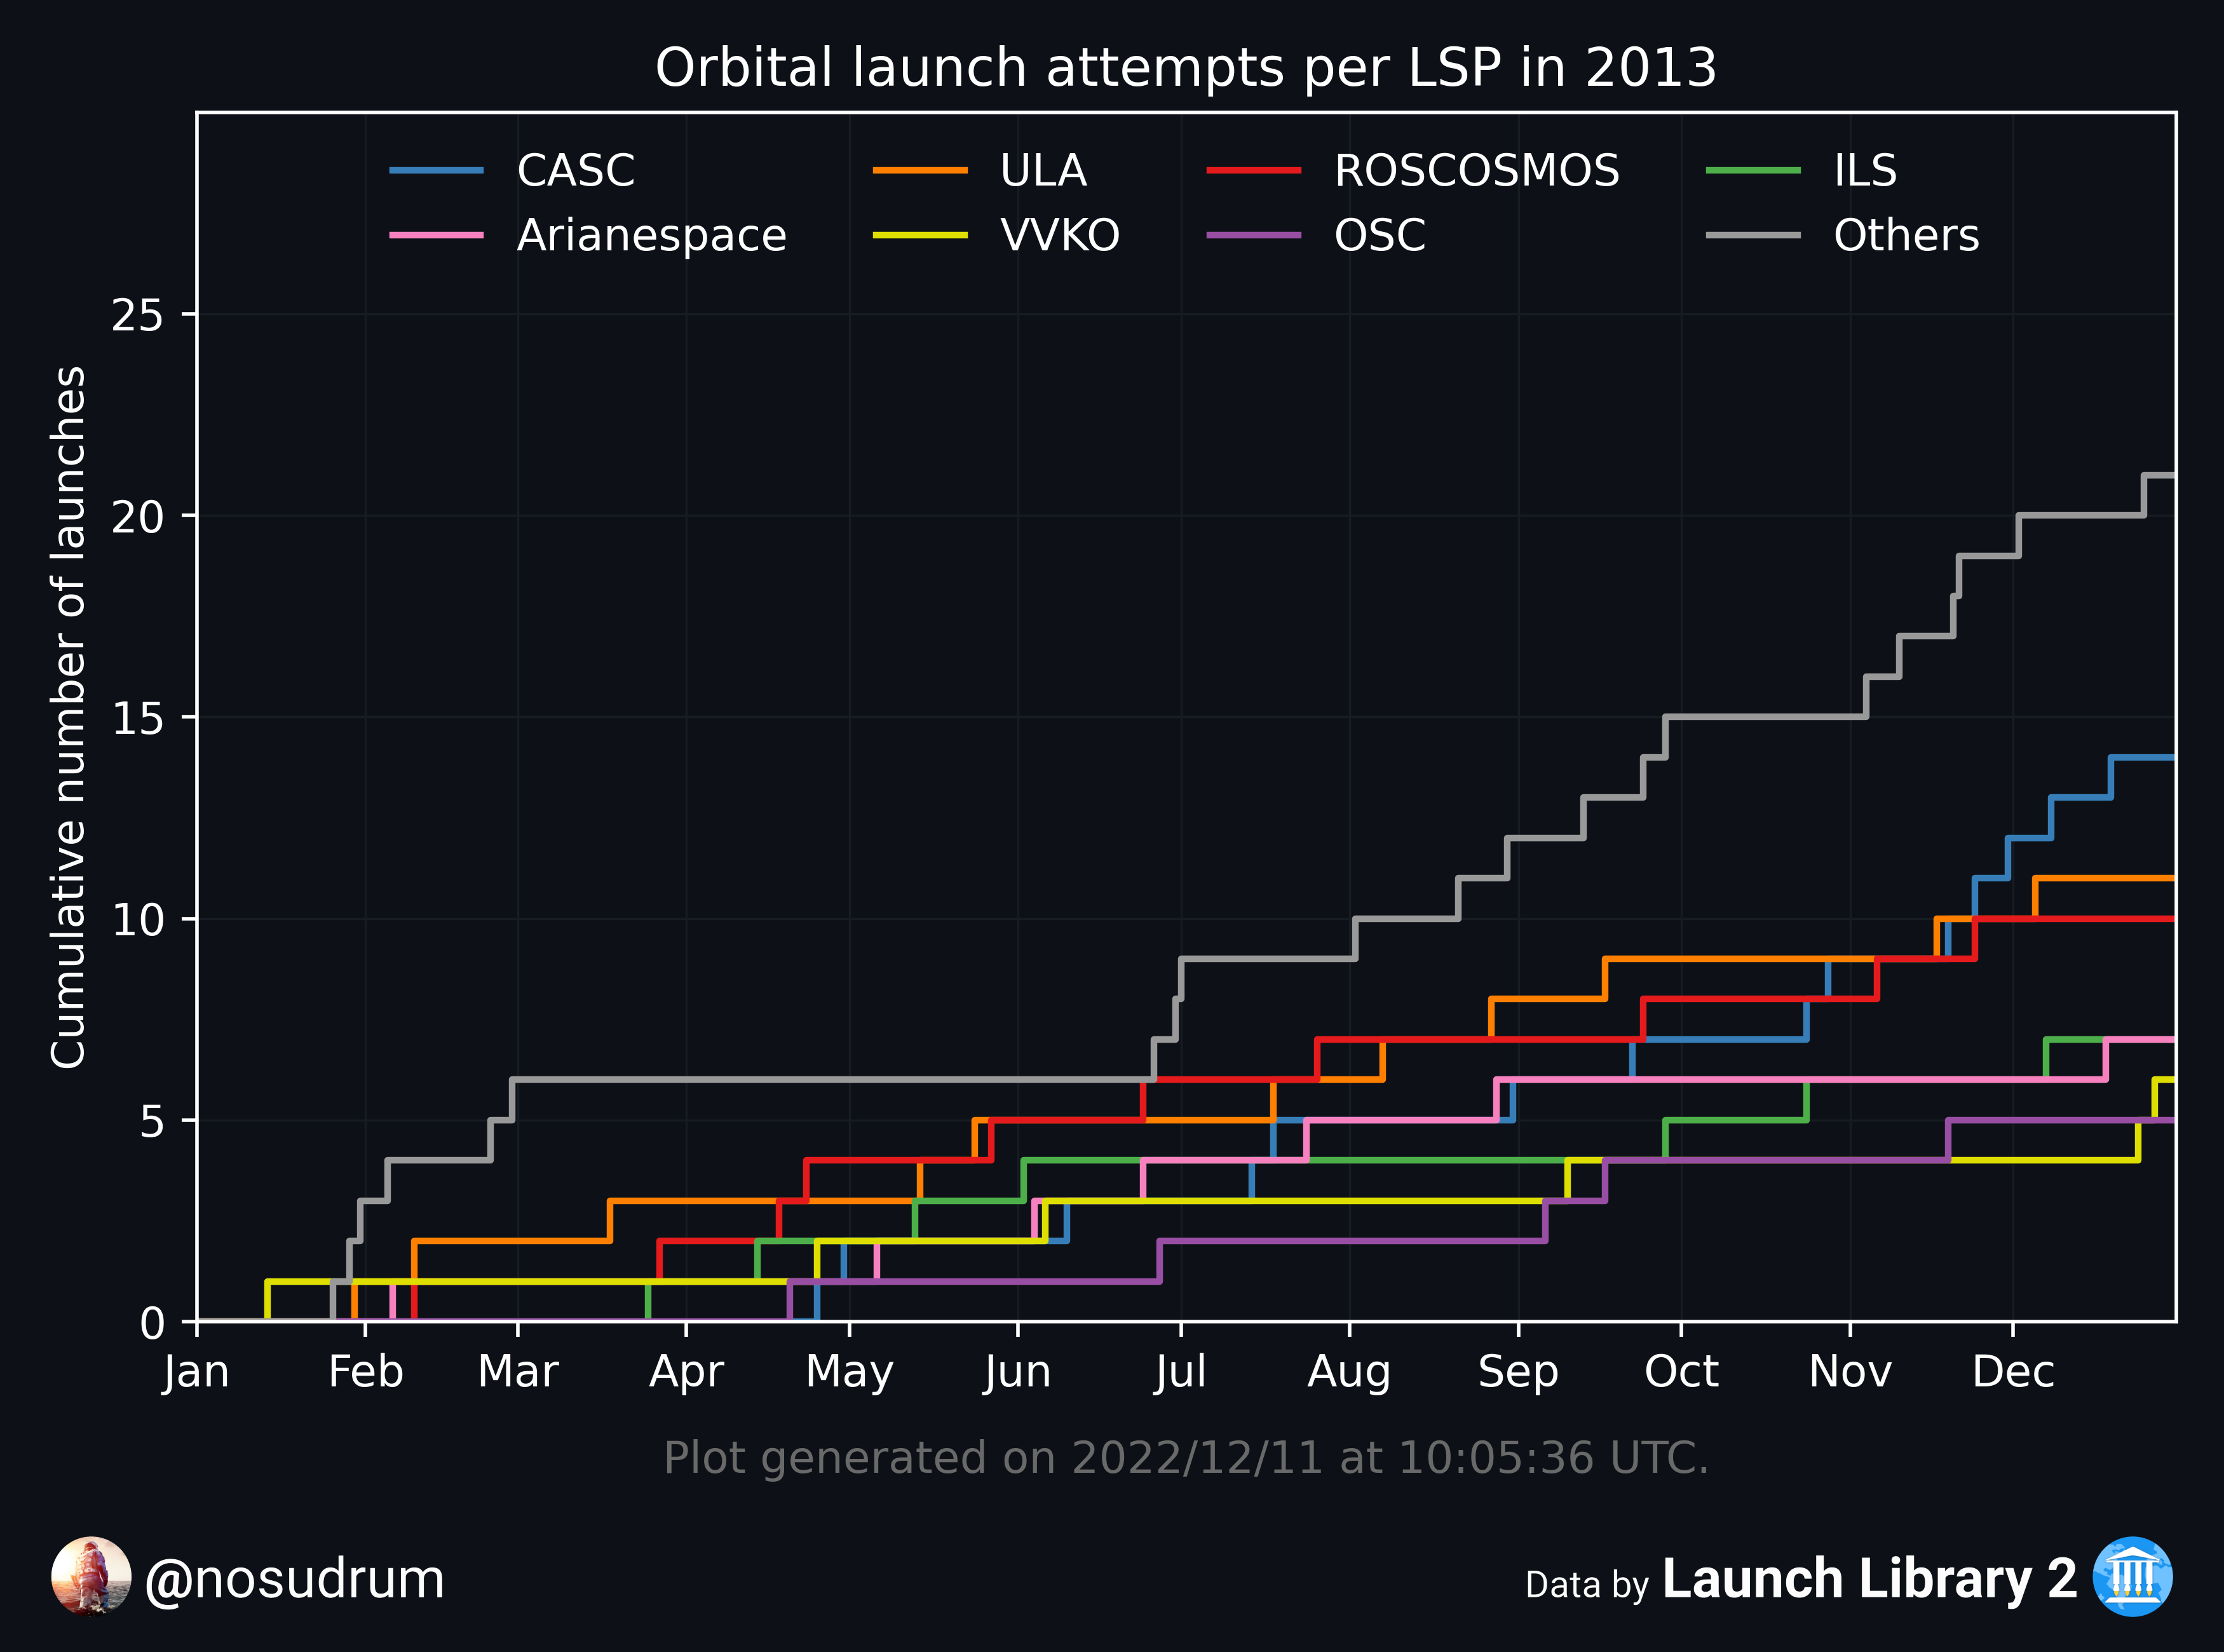 Orbital launch attempts per LSP in 2013
CASC ULA ROSCOSMOS ILS
Arianespace VVKO OSC Others
Cumulative number of launches
25
20
15
10
5
0
Jan Feb Mar Apr May Jun Jul Aug Sep Oct Nov Dec
Plot generated on 2022/12/11 at 10:05:36 UTC.
@nosudrum
Data by Launch Library 2